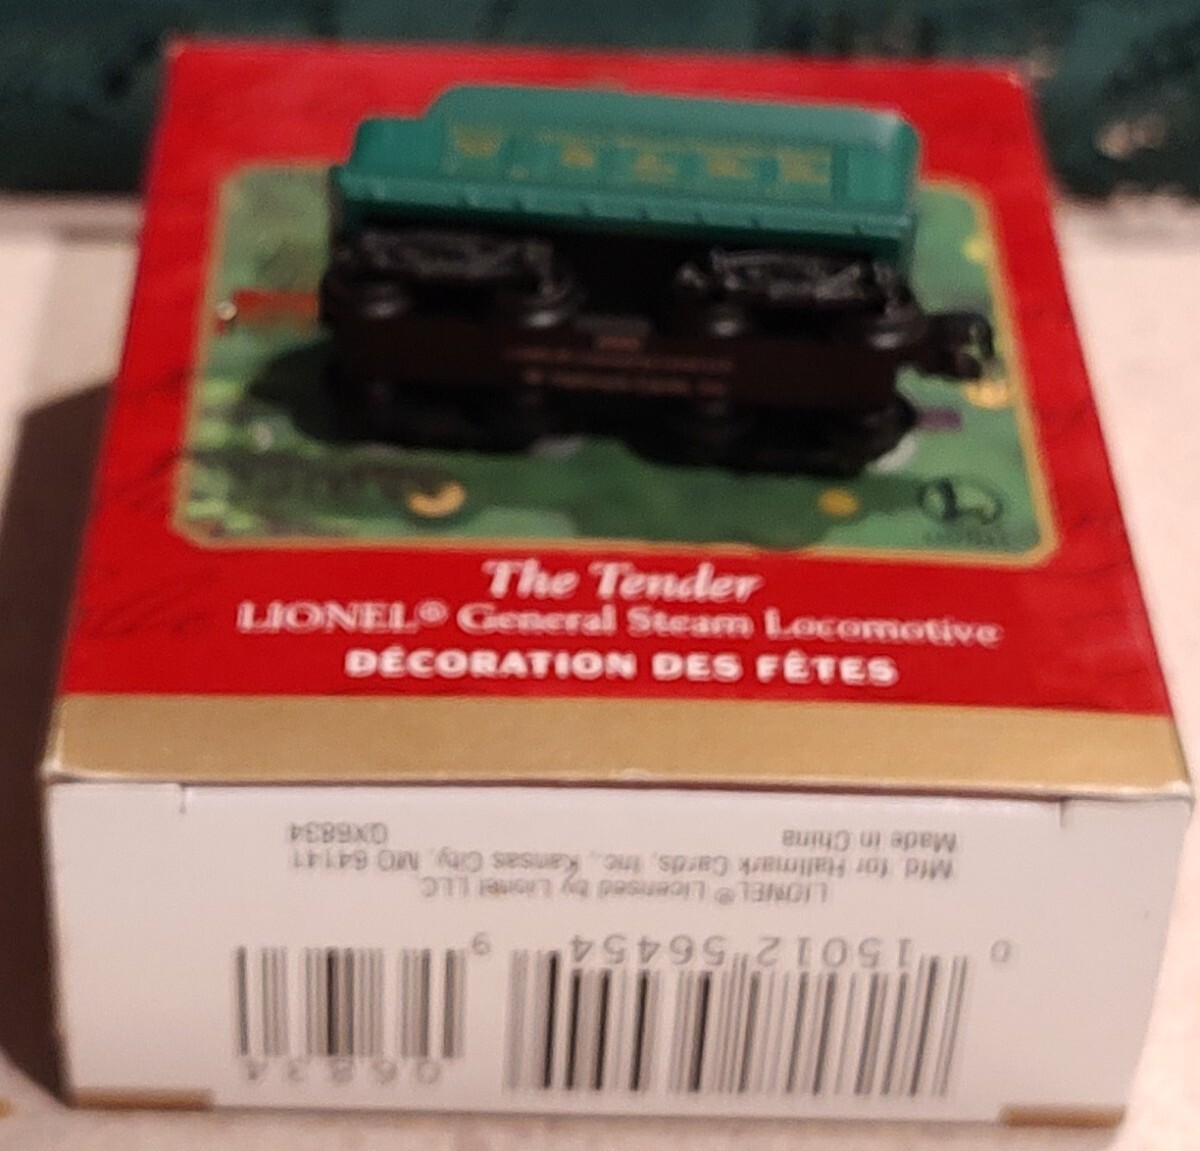 The Tender
LIONEL® General Steam Locomotive
DÉCORATION DES FÊTES
0 15012 56454 9
06834
LIONEL® Licensed by Lionel LLC
Mfd. for Hallmark Cards, Inc., Kansas City, MO 64141
Made in China QX6834